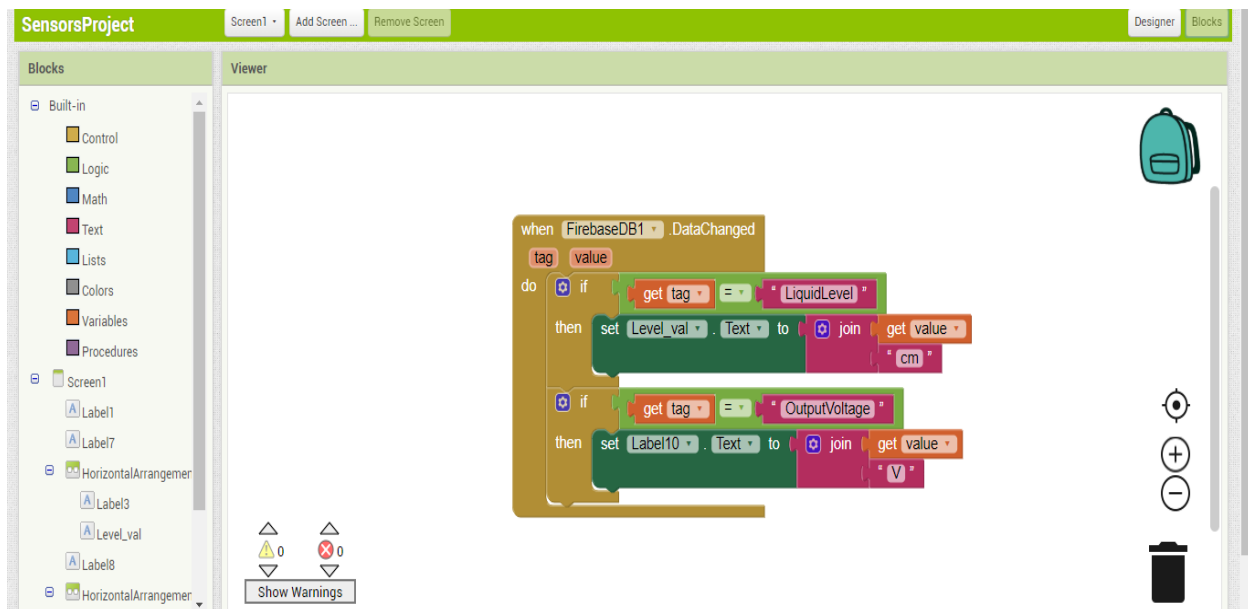 SensorsProject
Screen1
Add Screen ...
Remove Screen
Designer
Blocks
Blocks
Viewer
Built-in
Control
Logic
Math
Text
Lists
Colors
Variables
Procedures
Screen1
Label1
Label7
HorizontalArrangemer
Label3
Level_val
Label8
HorizontalArrangemer
when FirebaseDB1 .DataChanged
tag value
do if get tag = " LiquidLevel "
then set Level_val . Text to join get value
" cm "
if get tag = " OutputVoltage "
then set Label10 . Text to join get value
" V "
0 0
Show Warnings